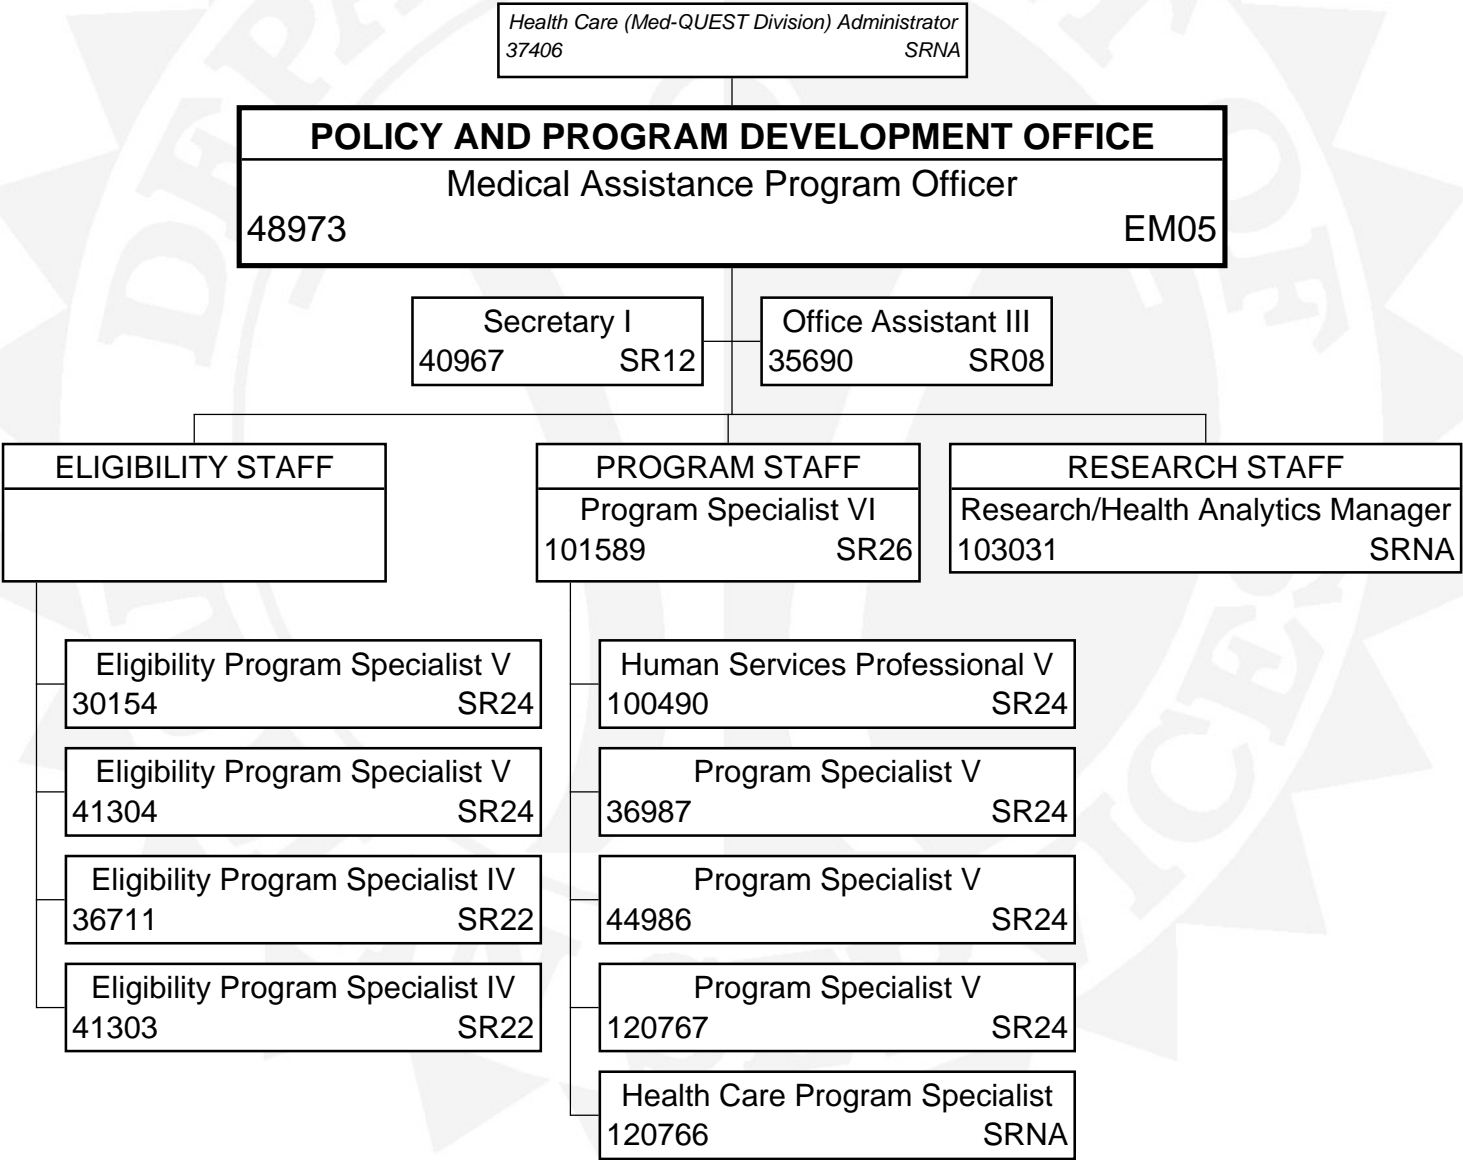 Health Care (Med-QUEST Division) Administrator
37406 SRNA
POLICY AND PROGRAM DEVELOPMENT OFFICE
Medical Assistance Program Officer
48973 EM05
Secretary I
40967 SR12
Office Assistant III
35690 SR08
ELIGIBILITY STAFF
PROGRAM STAFF
Program Specialist VI
101589 SR26
RESEARCH STAFF
Research/Health Analytics Manager
103031 SRNA
Eligibility Program Specialist V
30154 SR24
Eligibility Program Specialist V
41304 SR24
Eligibility Program Specialist IV
36711 SR22
Eligibility Program Specialist IV
41303 SR22
Human Services Professional V
100490 SR24
Program Specialist V
36987 SR24
Program Specialist V
44986 SR24
Program Specialist V
120767 SR24
Health Care Program Specialist
120766 SRNA